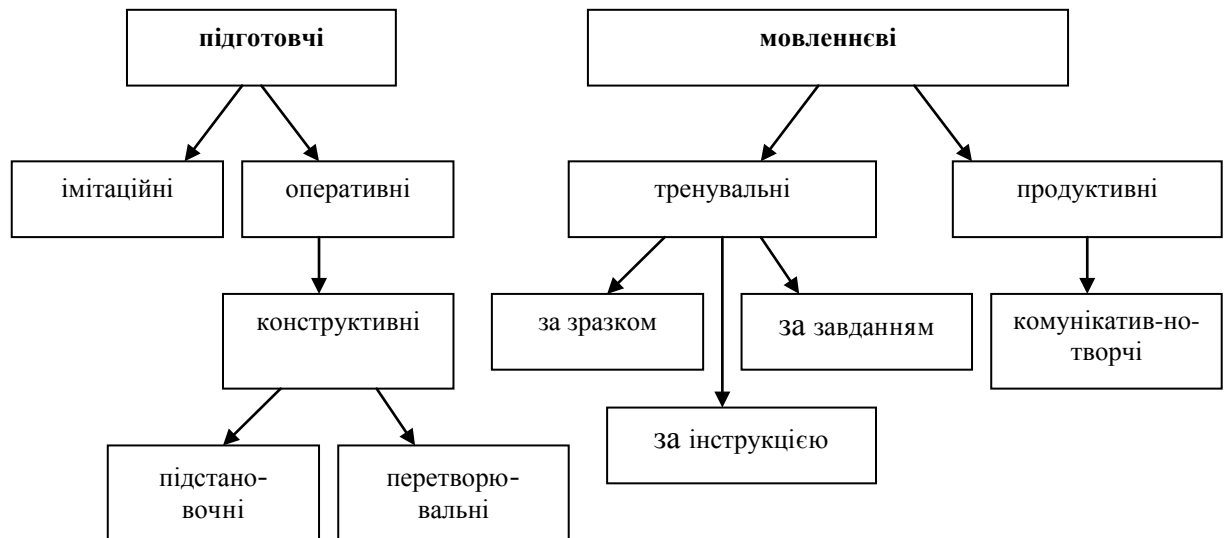 підготовчі
мовленнєві
імітаційні
оперативні
тренувальні
продуктивні
конструктивні
за зразком
за завданням
комунікатив-но-
творчі
за інструкцією
підстано-
вочні
перетворю-
вальні